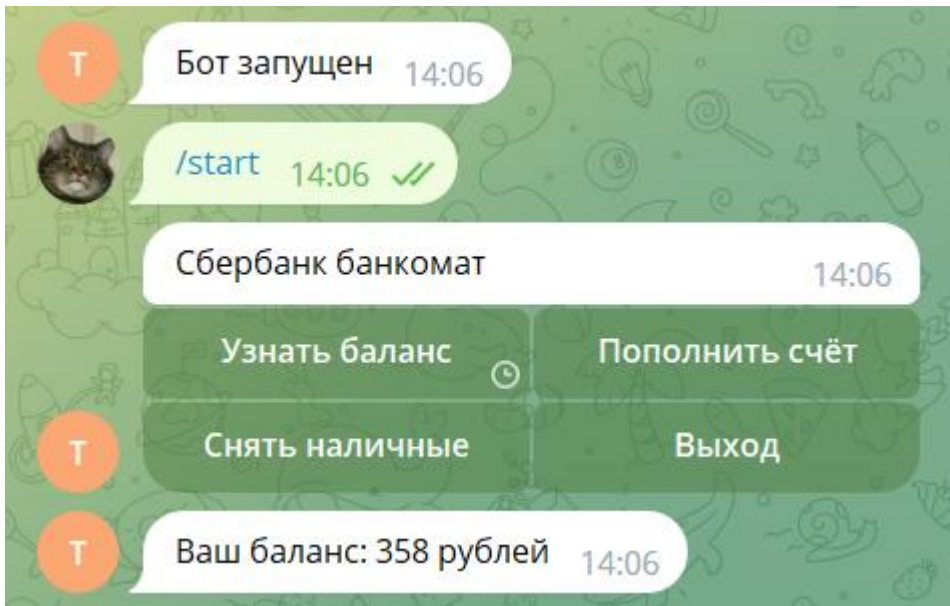 Т
Бот запущен 14:06
/start 14:06
Сбербанк банкомат 14:06
Узнать баланс Пополнить счёт
Т
Снять наличные Выход
Т
Ваш баланс: 358 рублей 14:06